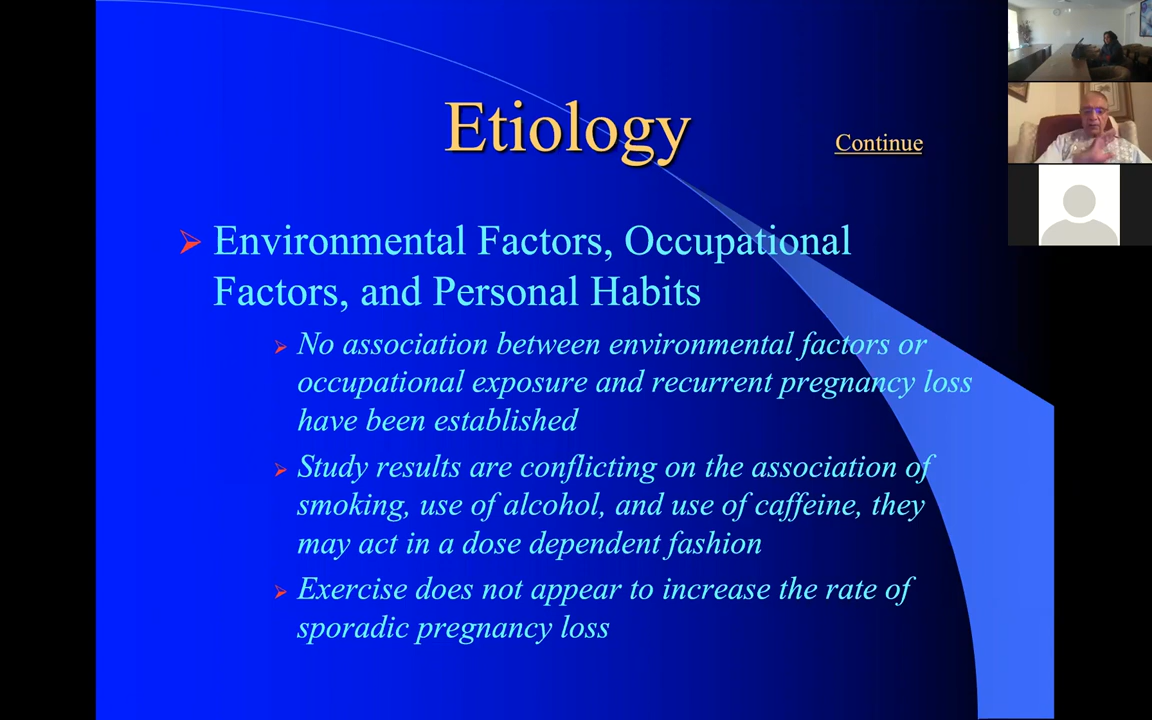 Etiology
Continue
Environmental Factors, Occupational
Factors, and Personal Habits
No association between environmental factors or
occupational exposure and recurrent pregnancy loss
have been established
Study results are conflicting on the association of
smoking, use of alcohol, and use of caffeine, they
may act in a dose dependent fashion
Exercise does not appear to increase the rate of
sporadic pregnancy loss